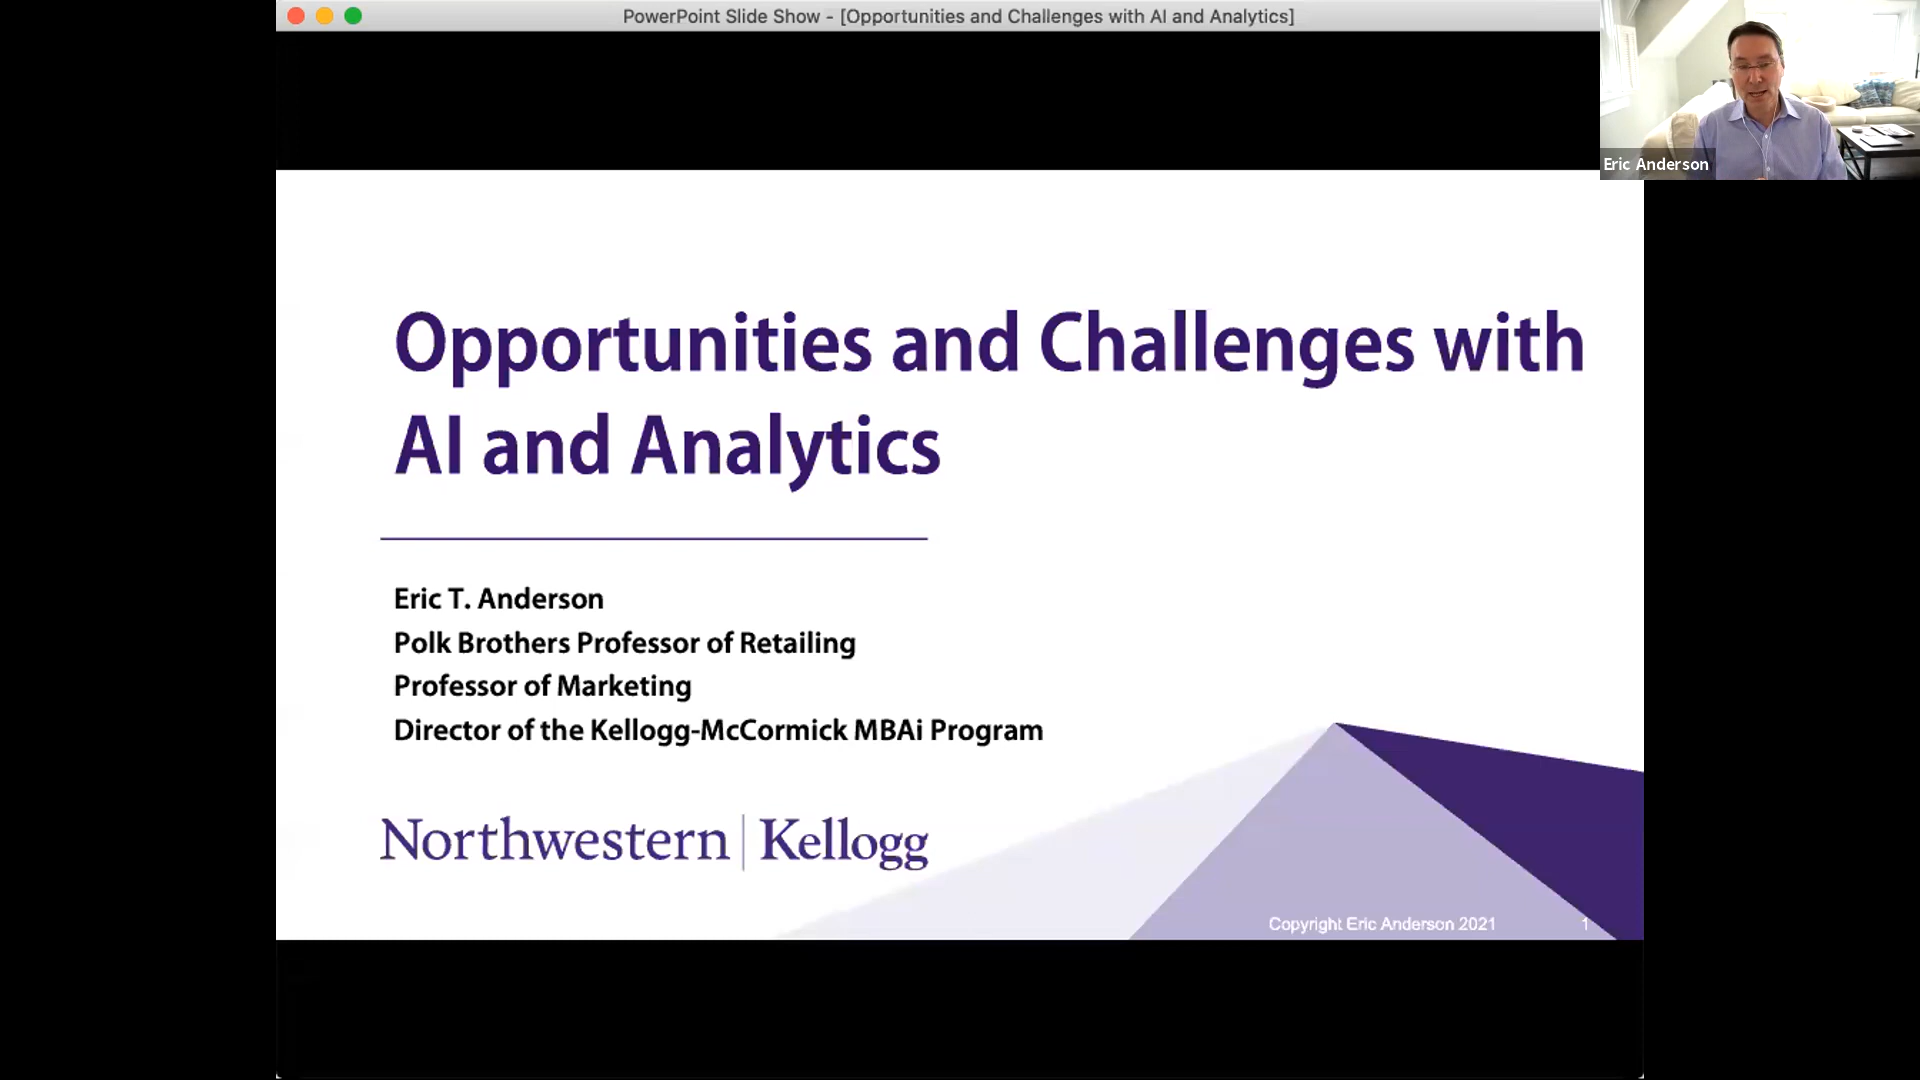 PowerPoint Slide Show - [Opportunities and Challenges with AI and Analytics]
Eric Anderson
Opportunities and Challenges with
AI and Analytics
Eric T. Anderson
Polk Brothers Professor of Retailing
Professor of Marketing
Director of the Kellogg-McCormick MBAi Program
Northwestern | Kellogg
Copyright Eric Anderson 2021
1